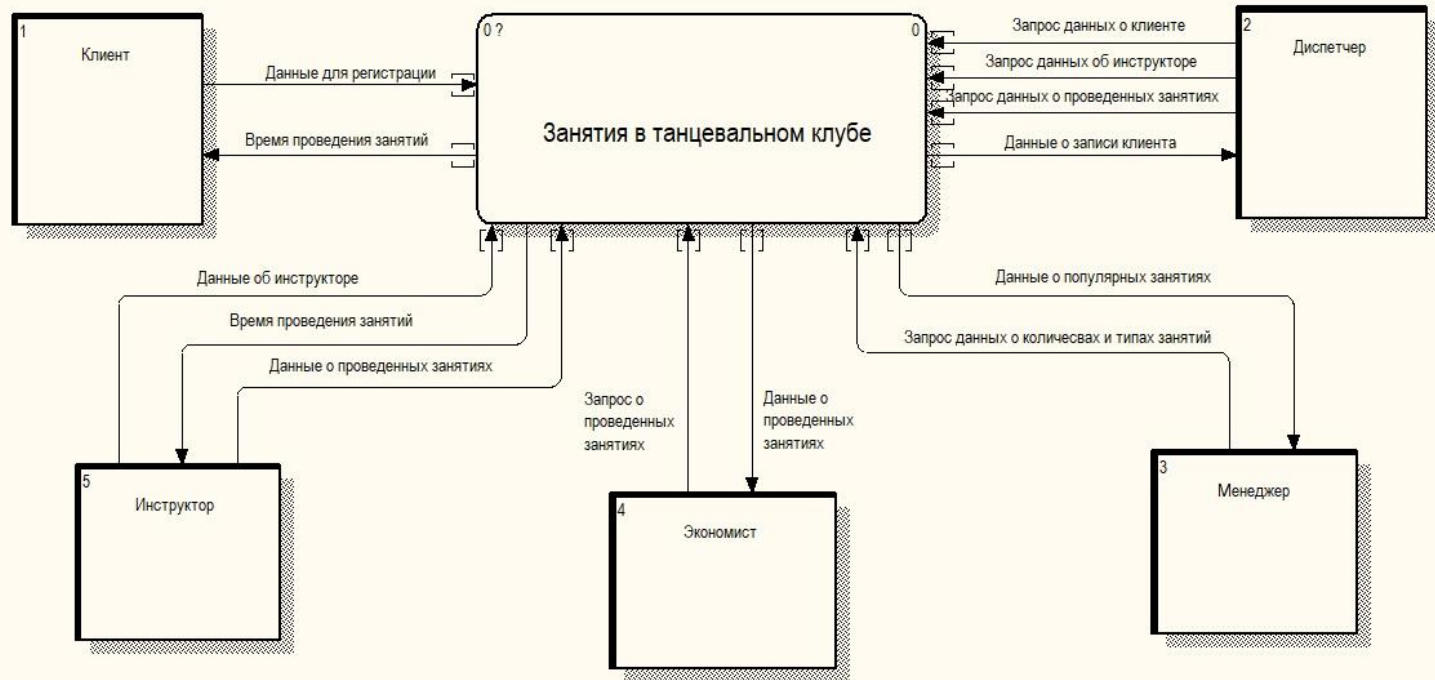 1
Клиент
Данные для регистрации
Время проведения занятий
0 ?
0
Занятия в танцевальном клубе
Запрос данных о клиенте
Запрос данных об инструкторе
Запрос данных о проведенных занятиях
Данные о записи клиента
2
Диспетчер
Данные об инструкторе
Время проведения занятий
Данные о проведенных занятиях
Запрос о
проведенных
занятиях
Данные о
проведенных
занятиях
Данные о популярных занятиях
Запрос данных о количесвах и типах занятий
5
Инструктор
4
Экономист
3
Менеджер